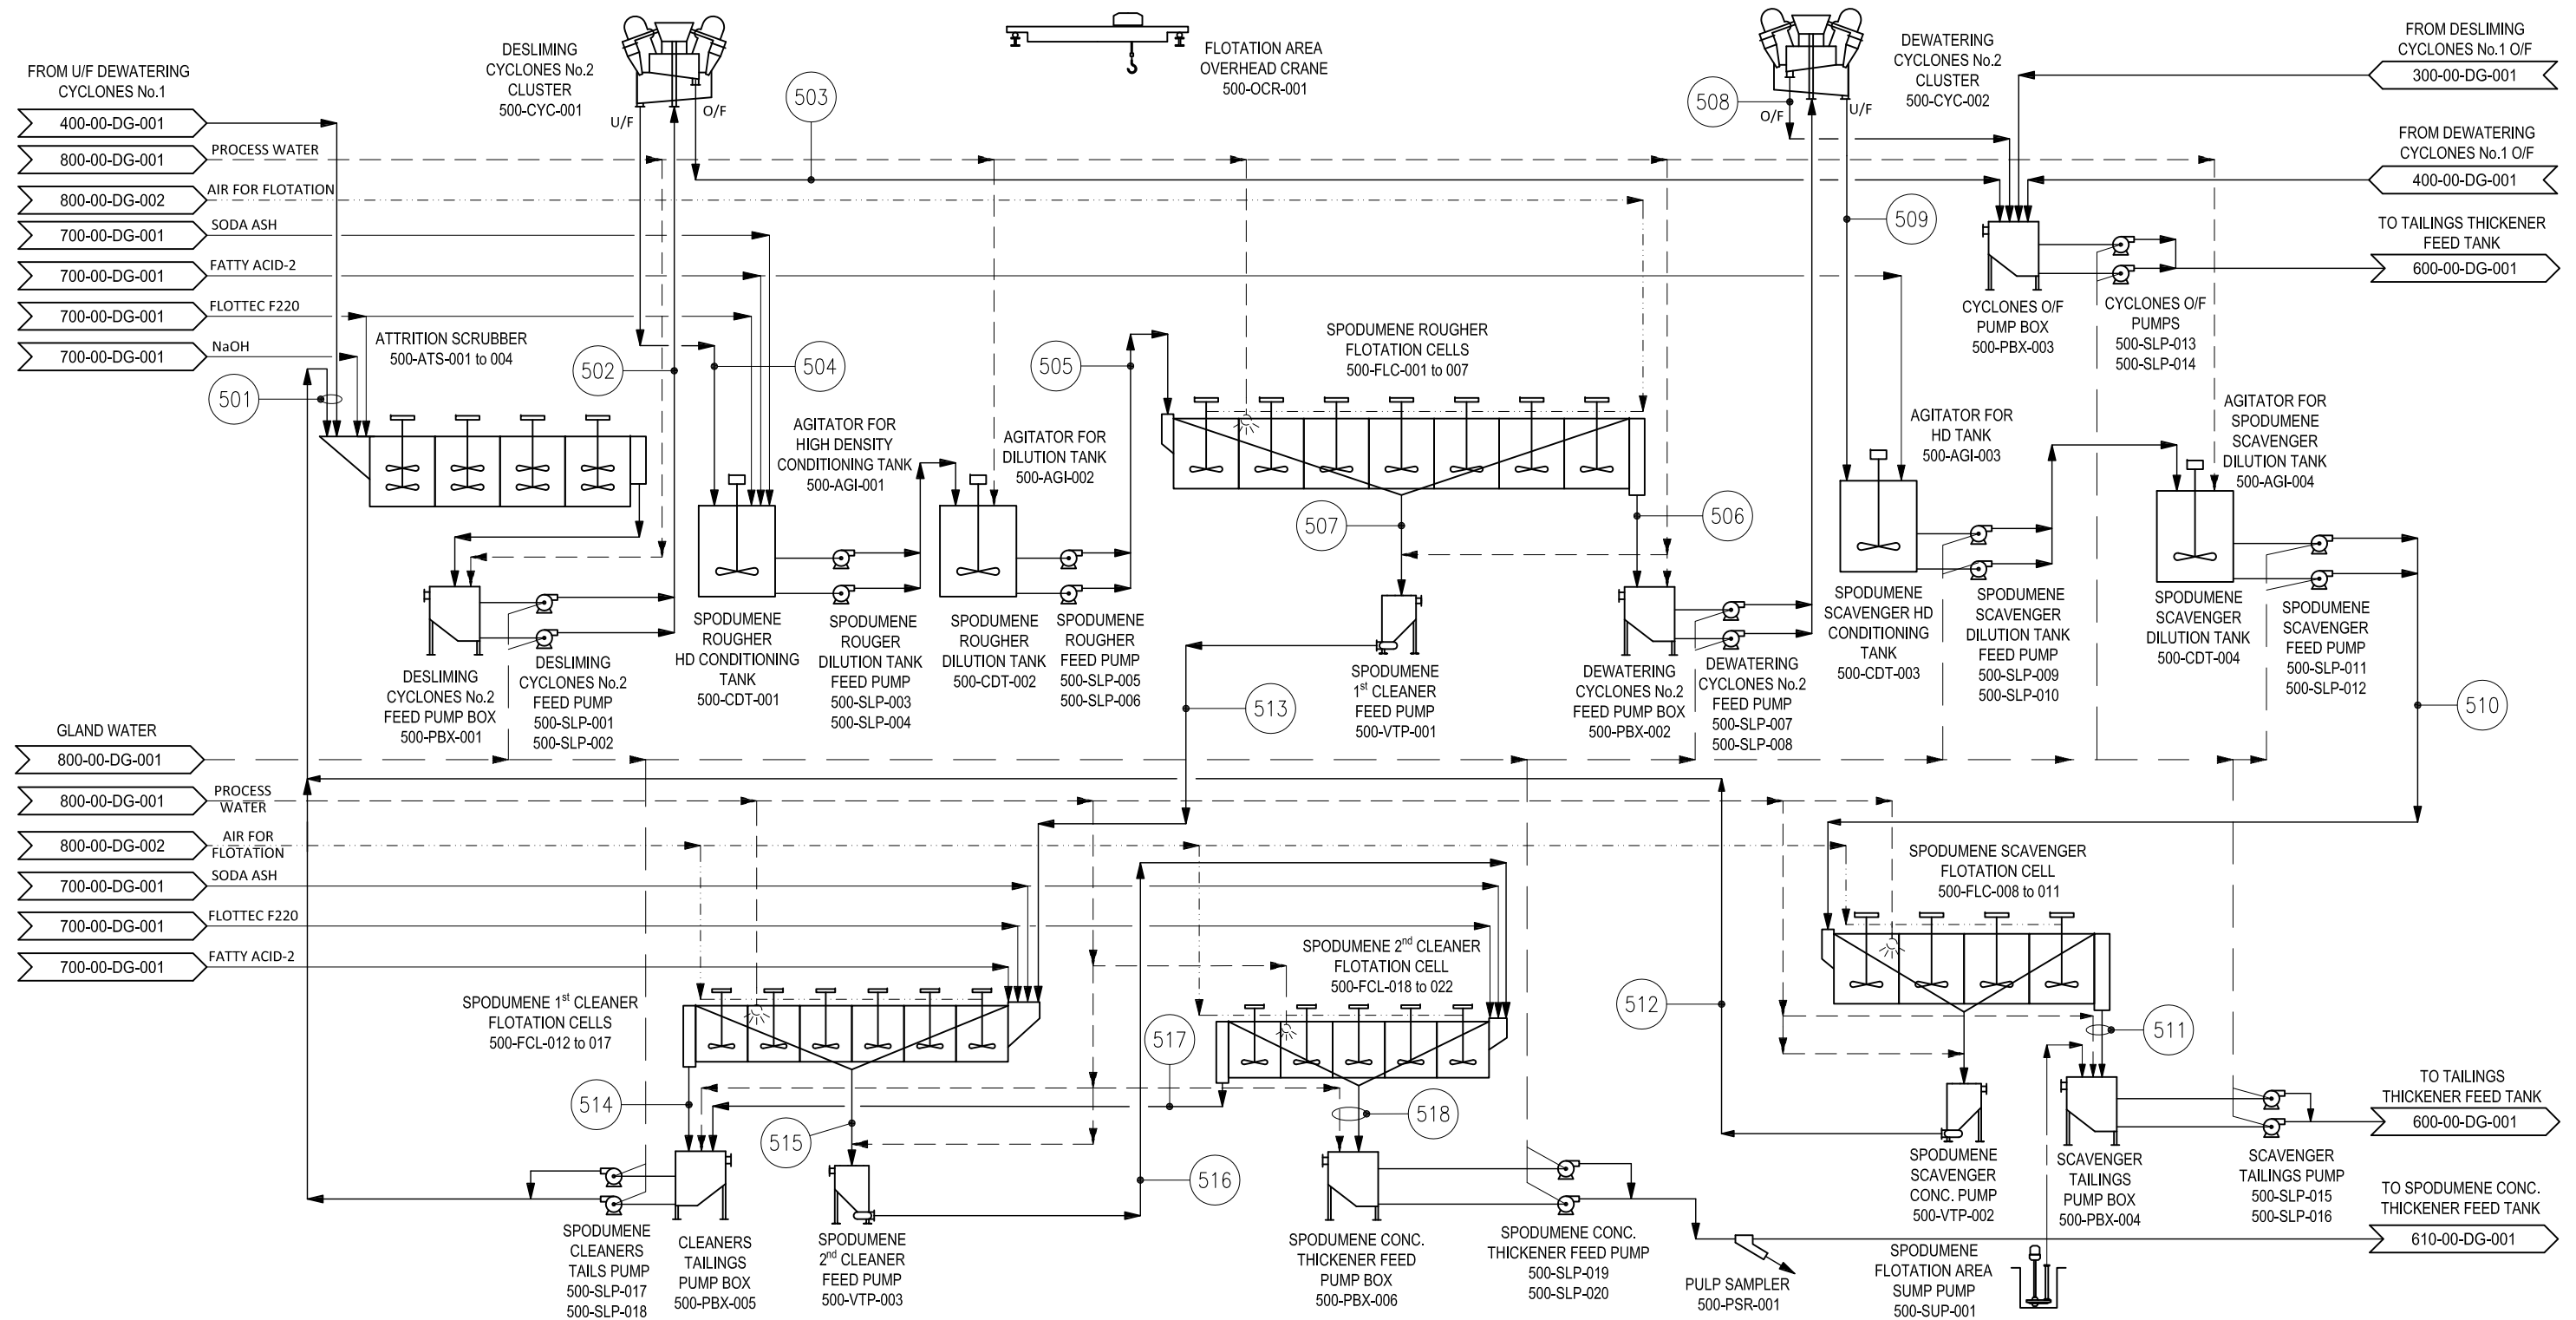 FROM U/F DEWATERING
CYCLONES No.1
400-00-DG-001
800-00-DG-001
PROCESS WATER
800-00-DG-002
AIR FOR FLOTATION
700-00-DG-001
SODA ASH
700-00-DG-001
FATTY ACID-2
700-00-DG-001
FLOTTEC F220
700-00-DG-001
NaOH
DESLIMING
CYCLONES No.2
CLUSTER
500-CYC-001
U/F
O/F
503
FLOTATION AREA
OVERHEAD CRANE
500-OCR-001
508
O/F
U/F
DEWATERING
CYCLONES No.2
CLUSTER
500-CYC-002
FROM DESLIMING
CYCLONES No.1 O/F
300-00-DG-001
FROM DEWATERING
CYCLONES No.1 O/F
400-00-DG-001
TO TAILINGS THICKENER
FEED TANK
600-00-DG-001
509
CYCLONES O/F
PUMP BOX
500-PBX-003
CYCLONES O/F
PUMPS
500-SLP-013
500-SLP-014
ATTRITION SCRUBBER
500-ATS-001 to 004
501
502
504
505
SPODUMENE ROUGHER
FLOTATION CELLS
500-FLC-001 to 007
AGITATOR FOR
HIGH DENSITY
CONDITIONING TANK
500-AGI-001
AGITATOR FOR
DILUTION TANK
500-AGI-002
AGITATOR FOR
HD TANK
500-AGI-003
AGITATOR FOR
SPODUMENE
SCAVENGER
DILUTION TANK
500-AGI-004
507
506
DESLIMING
CYCLONES No.2
FEED PUMP BOX
500-PBX-001
DESLIMING
CYCLONES No.2
FEED PUMP
500-SLP-001
500-SLP-002
SPODUMENE
ROUGHER
HD CONDITIONING
TANK
500-CDT-001
SPODUMENE
ROUGER
DILUTION TANK
FEED PUMP
500-SLP-003
500-SLP-004
SPODUMENE
ROUGHER
DILUTION TANK
500-CDT-002
SPODUMENE
ROUGHER
FEED PUMP
500-SLP-005
500-SLP-006
513
SPODUMENE
1st CLEANER
FEED PUMP
500-VTP-001
DEWATERING
CYCLONES No.2
FEED PUMP BOX
500-PBX-002
DEWATERING
CYCLONES No.2
FEED PUMP
500-SLP-007
500-SLP-008
SPODUMENE
SCAVENGER HD
CONDITIONING
TANK
500-CDT-003
SPODUMENE
SCAVENGER
DILUTION TANK
FEED PUMP
500-SLP-009
500-SLP-010
SPODUMENE
SCAVENGER
DILUTION TANK
500-CDT-004
SPODUMENE
SCAVENGER
FEED PUMP
500-SLP-011
500-SLP-012
510
GLAND WATER
800-00-DG-001
800-00-DG-001
PROCESS
WATER
800-00-DG-002
AIR FOR
FLOTATION
700-00-DG-001
SODA ASH
700-00-DG-001
FLOTTEC F220
700-00-DG-001
FATTY ACID-2
SPODUMENE 1st CLEANER
FLOTATION CELLS
500-FCL-012 to 017
SPODUMENE 2nd CLEANER
FLOTATION CELL
500-FCL-018 to 022
SPODUMENE SCAVENGER
FLOTATION CELL
500-FLC-008 to 011
512
511
517
514
515
518
516
TO TAILINGS
THICKENER FEED TANK
600-00-DG-001
TO SPODUMENE CONC.
THICKENER FEED TANK
610-00-DG-001
SPODUMENE
CLEANERS
TAILS PUMP
500-SLP-017
500-SLP-018
CLEANERS
TAILINGS
PUMP BOX
500-PBX-005
SPODUMENE
2nd CLEANER
FEED PUMP
500-VTP-003
SPODUMENE CONC.
THICKENER FEED
PUMP BOX
500-PBX-006
SPODUMENE CONC.
THICKENER FEED PUMP
500-SLP-019
500-SLP-020
PULP SAMPLER
500-PSR-001
SPODUMENE
SCAVENGER
CONC. PUMP
500-VTP-002
SPODUMENE
FLOTATION AREA
SUMP PUMP
500-SUP-001
SCAVENGER
TAILINGS
PUMP BOX
500-PBX-004
SCAVENGER
TAILINGS PUMP
500-SLP-015
500-SLP-016